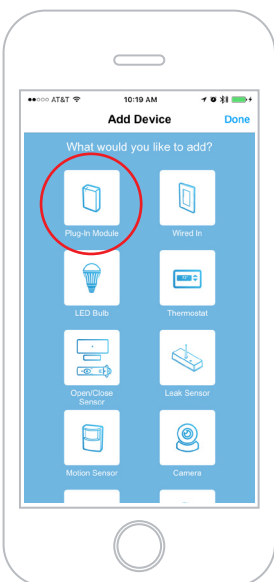 AT&T 10:19 AM
Add Device Done
What would you like to add?
Plug-In Module Wired In
LED Bulb Thermostat
Open/Close
Sensor
Leak Sensor
Motion Sensor Camera